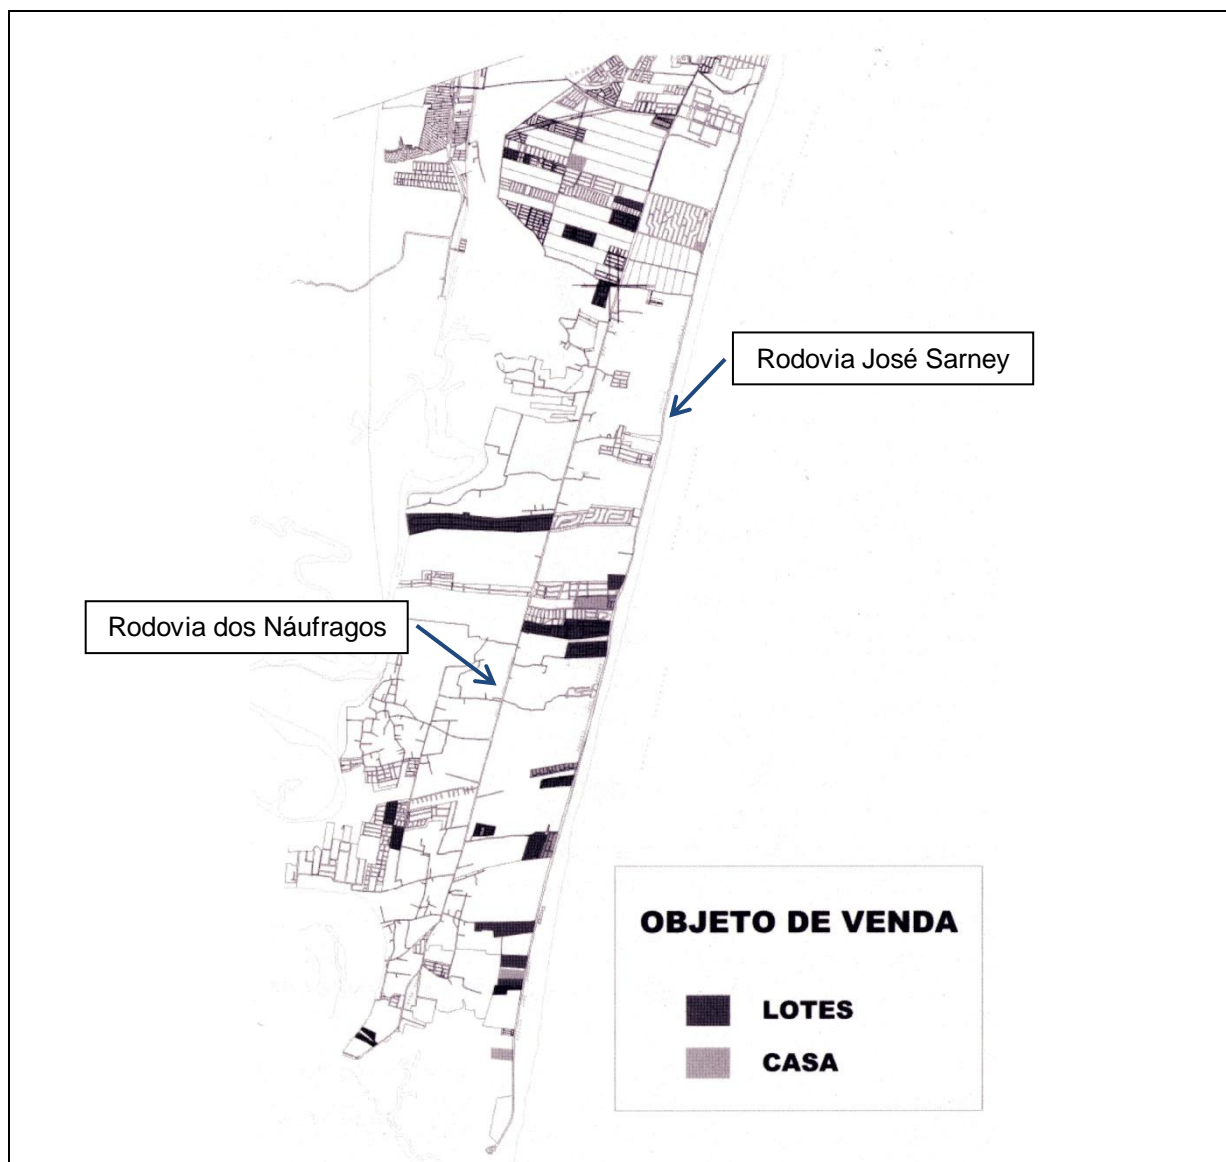 Rodovia José Sarney
Rodovia dos Náufragos
OBJETO DE VENDA
LOTES
CASA